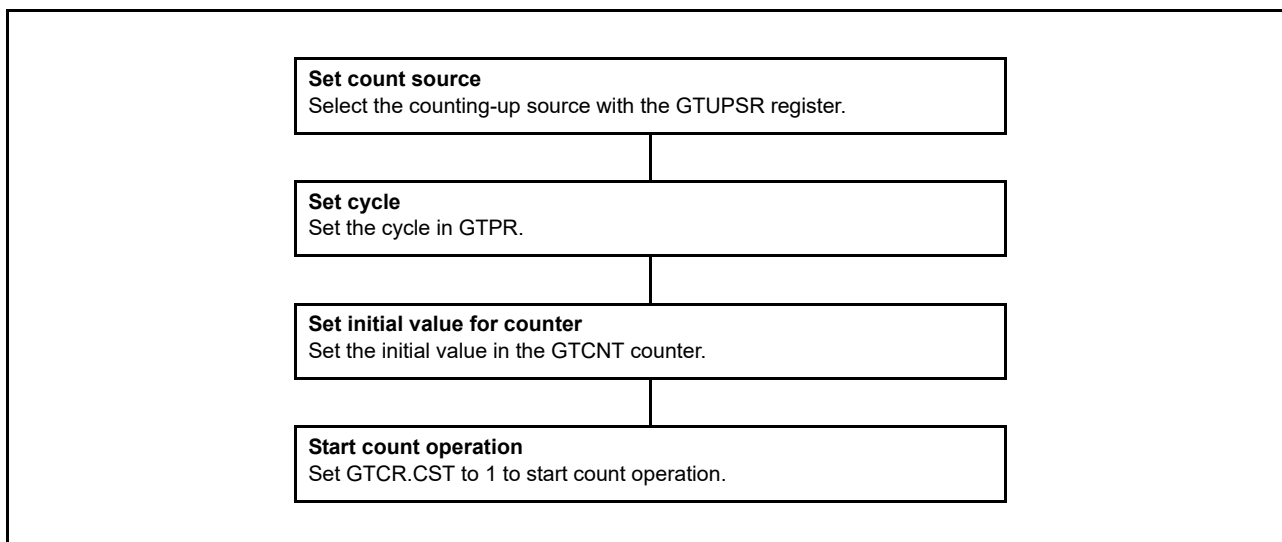 Set count source
Select the counting-up source with the GTUPSR register.
Set cycle
Set the cycle in GTPR.
Set initial value for counter
Set the initial value in the GTCNT counter.
Start count operation
Set GTCR.CST to 1 to start count operation.